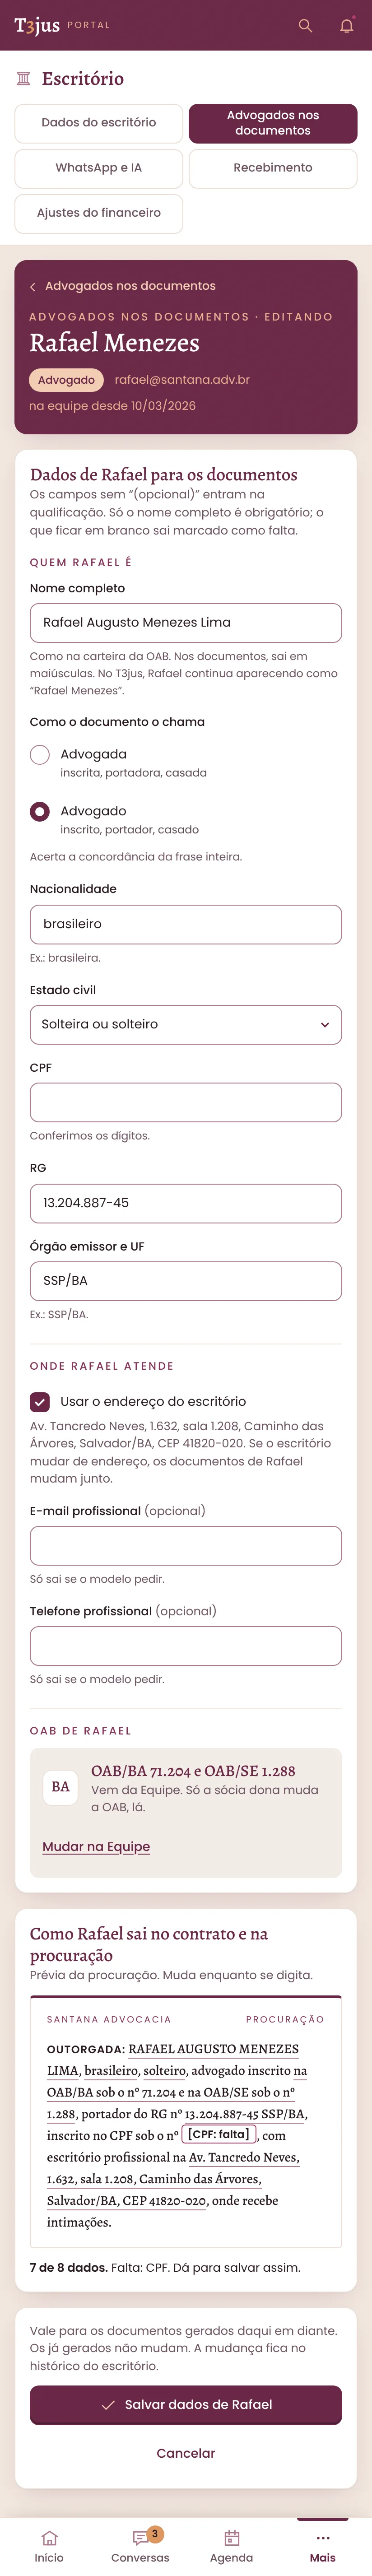 T3jus PORTAL
Escritório
Dados do escritório
Advogados nos
documentos
WhatsApp e IA
Recebimento
Ajustes do financeiro
Advogados nos documentos
ADVOGADOS NOS DOCUMENTOS · EDITANDO
Rafael Menezes
Advogado rafael@santana.adv.br
na equipe desde 10/03/2026
Dados de Rafael para os documentos
Os campos sem “(opcional)” entram na
qualificação. Só o nome completo é obrigatório; o
que ficar em branco sai marcado como falta.
QUEM RAFAEL É
Nome completo
Rafael Augusto Menezes Lima
Como na carteira da OAB. Nos documentos, sai em
maiúsculas. No T3jus, Rafael continua aparecendo como
“Rafael Menezes”.
Como o documento o chama
Advogada
inscrita, portadora, casada
Advogado
inscrito, portador, casado
Acerta a concordância da frase inteira.
Nacionalidade
brasileiro
Ex.: brasileira.
Estado civil
Solteira ou solteiro
CPF
Conferimos os dígitos.
RG
13.204.887-45
Órgão emissor e UF
SSP/BA
Ex.: SSP/BA.
ONDE RAFAEL ATENDE
Usar o endereço do escritório
Av. Tancredo Neves, 1.632, sala 1.208, Caminho das
Árvores, Salvador/BA, CEP 41820-020. Se o escritório
mudar de endereço, os documentos de Rafael
mudam junto.
E-mail profissional (opcional)
Só sai se o modelo pedir.
Telefone profissional (opcional)
Só sai se o modelo pedir.
OAB DE RAFAEL
BA
OAB/BA 71.204 e OAB/SE 1.288
Vem da Equipe. Só a sócia dona muda
a OAB, lá.
Mudar na Equipe
Como Rafael sai no contrato e na
procuração
Prévia da procuração. Muda enquanto se digita.
SANTANA ADVOCACIA PROCURAÇÃO
OUTORGADA: RAFAEL AUGUSTO MENEZES
LIMA, brasileiro, solteiro, advogado inscrito na
OAB/BA sob o nº 71.204 e na OAB/SE sob o nº
1.288, portador do RG nº 13.204.887-45 SSP/BA,
inscrito no CPF sob o nº [CPF: falta], com
escritório profissional na Av. Tancredo Neves,
1.632, sala 1.208, Caminho das Árvores,
Salvador/BA, CEP 41820-020, onde recebe
intimações.
7 de 8 dados. Falta: CPF. Dá para salvar assim.
Vale para os documentos gerados daqui em diante.
Os já gerados não mudam. A mudança fica no
histórico do escritório.
Salvar dados de Rafael
Cancelar
3
Início Conversas Agenda Mais